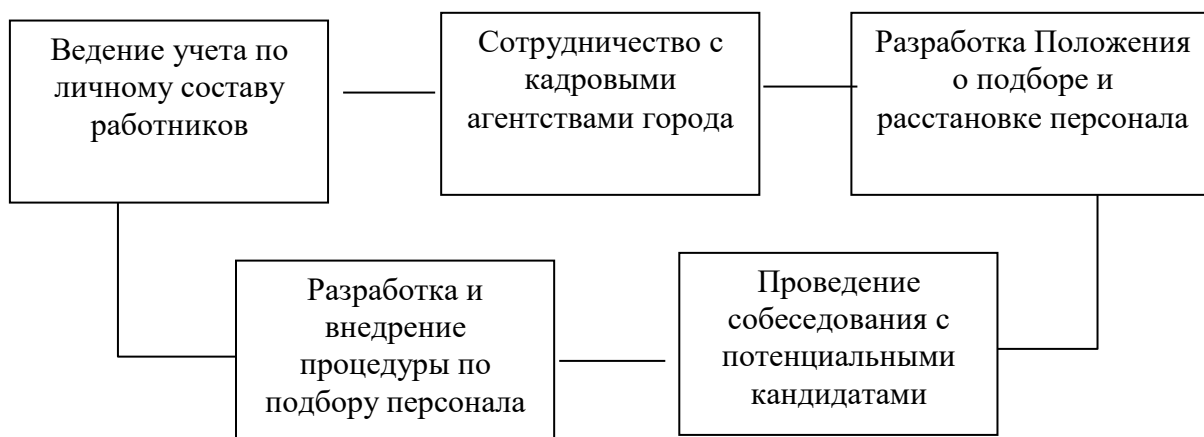 Ведение учета по
личному составу
работников
Сотрудничество с
кадровыми
агентствами города
Разработка Положения
о подборе и
расстановке персонала
Разработка и
внедрение
процедуры по
подбору персонала
Проведение
собеседования с
потенциальными
кандидатами